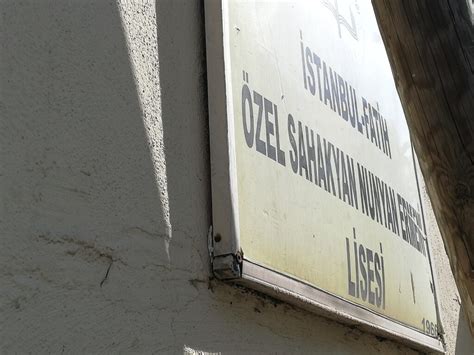 İSTANBUL-FATİH
ÖZEL SAHAKYAN NUNYAN ERMENİ
LİSESİ